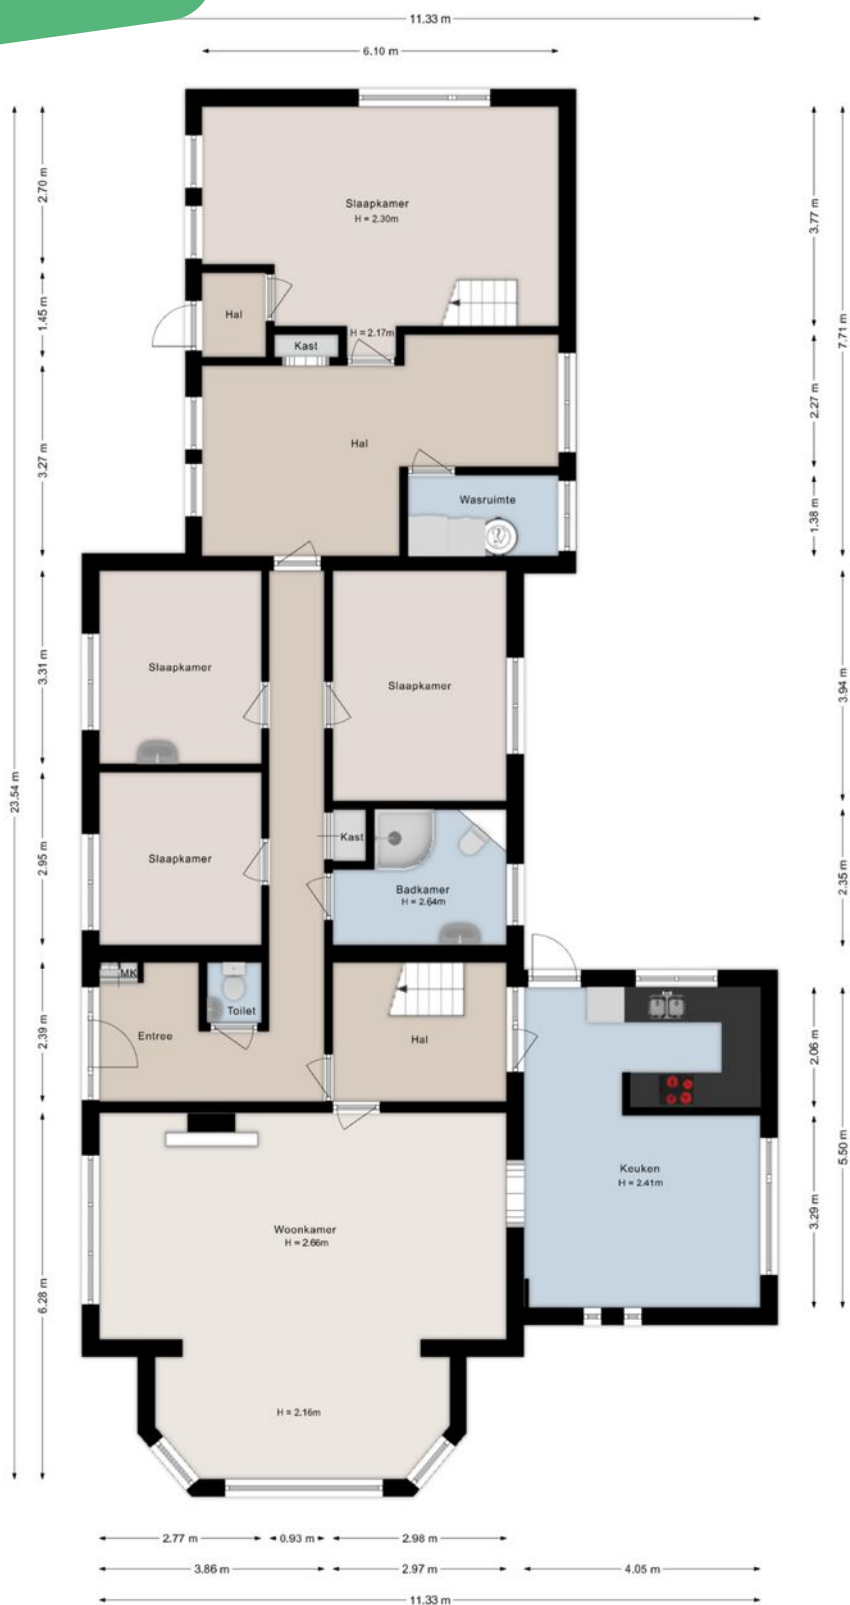 11.33 m
6.10 m
2.70 m
1.45 m
3.27 m
3.31 m
2.95 m
2.39 m
6.28 m
23.54 m
3.77 m
2.27 m
1.38 m
7.71 m
3.94 m
2.35 m
2.06 m
3.29 m
5.50 m
Slaapkamer
H = 2.30m
Hal
Kast
H = 2.17m
Hal
Wasruimte
Slaapkamer
Slaapkamer
Slaapkamer
Kast
Badkamer
H = 2.64m
MK
Toilet
Entree
Hal
Keuken
H = 2.41m
Woonkamer
H = 2.66m
H = 2.16m
2.77 m
0.93 m
2.98 m
3.86 m
2.97 m
4.05 m
11.33 m